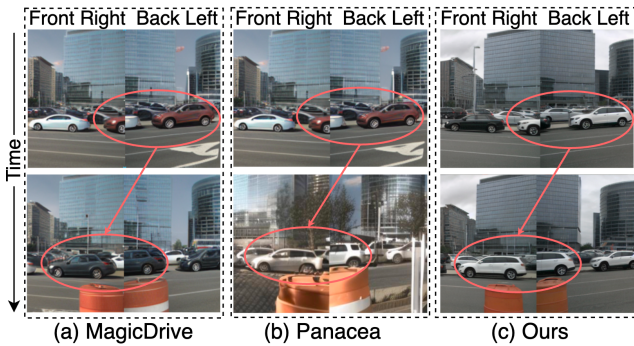 Front Right Back Left
Front Right Back Left
Front Right Back Left
Time
(a) MagicDrive
(b) Panacea
(c) Ours